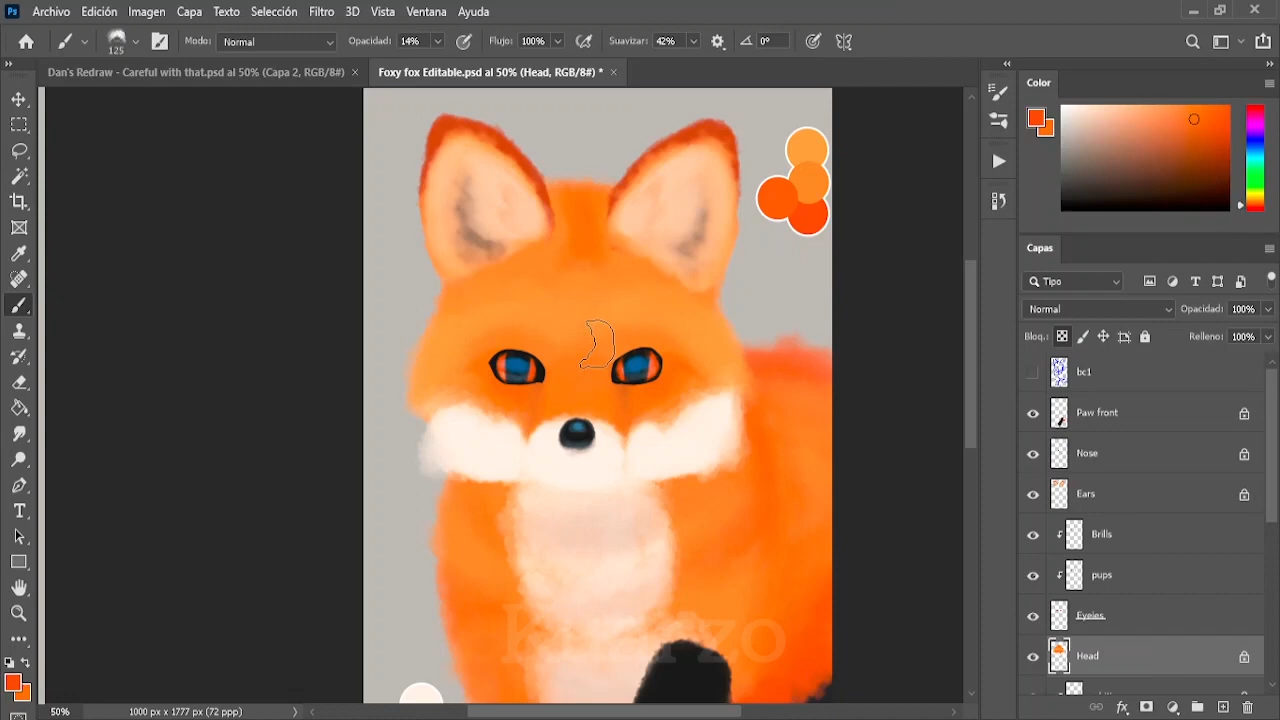 Ps Archivo Edición Imagen Capa Texto Selección Filtro 3D Vista Ventana Ayuda
125 Modo: Normal Opacidad: 14% Flujo: 100% Suavizar: 42% 0°
Dan's Redraw - Careful with that.psd al 50% (Capa 2, RGB/8#) Foxy fox Editable.psd al 50% (Head, RGB/8#) *
Color
Capas
Tipo
Normal Opacidad: 100%
Bloq.: Relleno: 100%
bc1
Paw front
Nose
Ears
Brills
pups
Eyeies
Head
50% 1000 px x 1777 px (72 ppp)